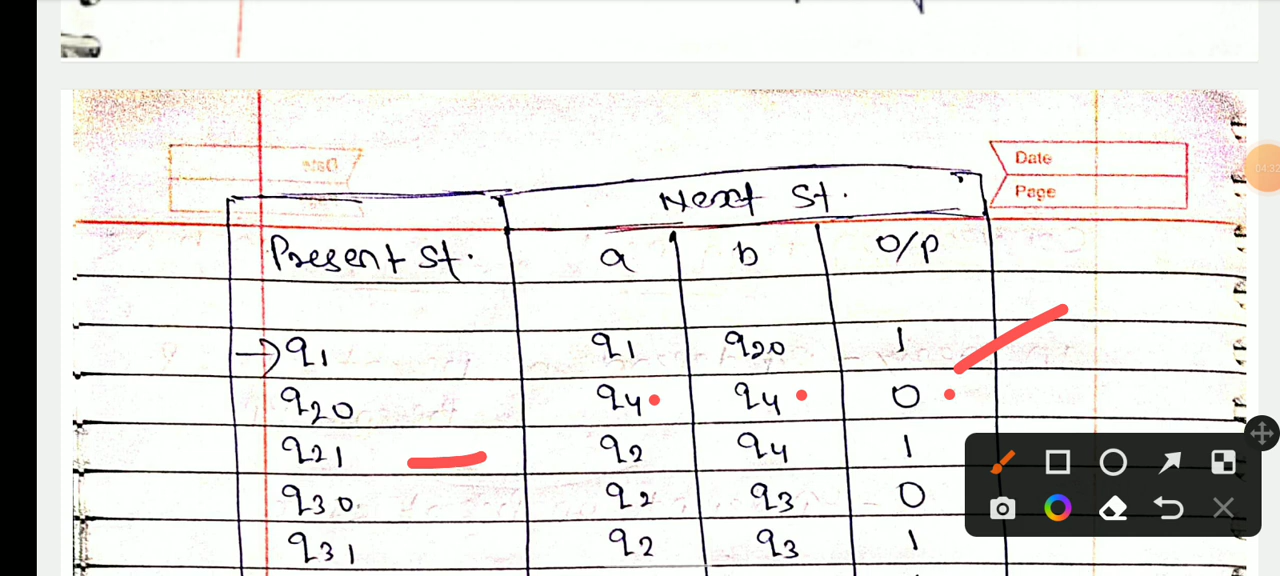 Date
Page
Next St.
Present St. a b O/P
→q1 q1 q20 1
q20 q4 q4 0
q21 q2 q4 1
q30 q2 q3 0
q31 q2 q3 1